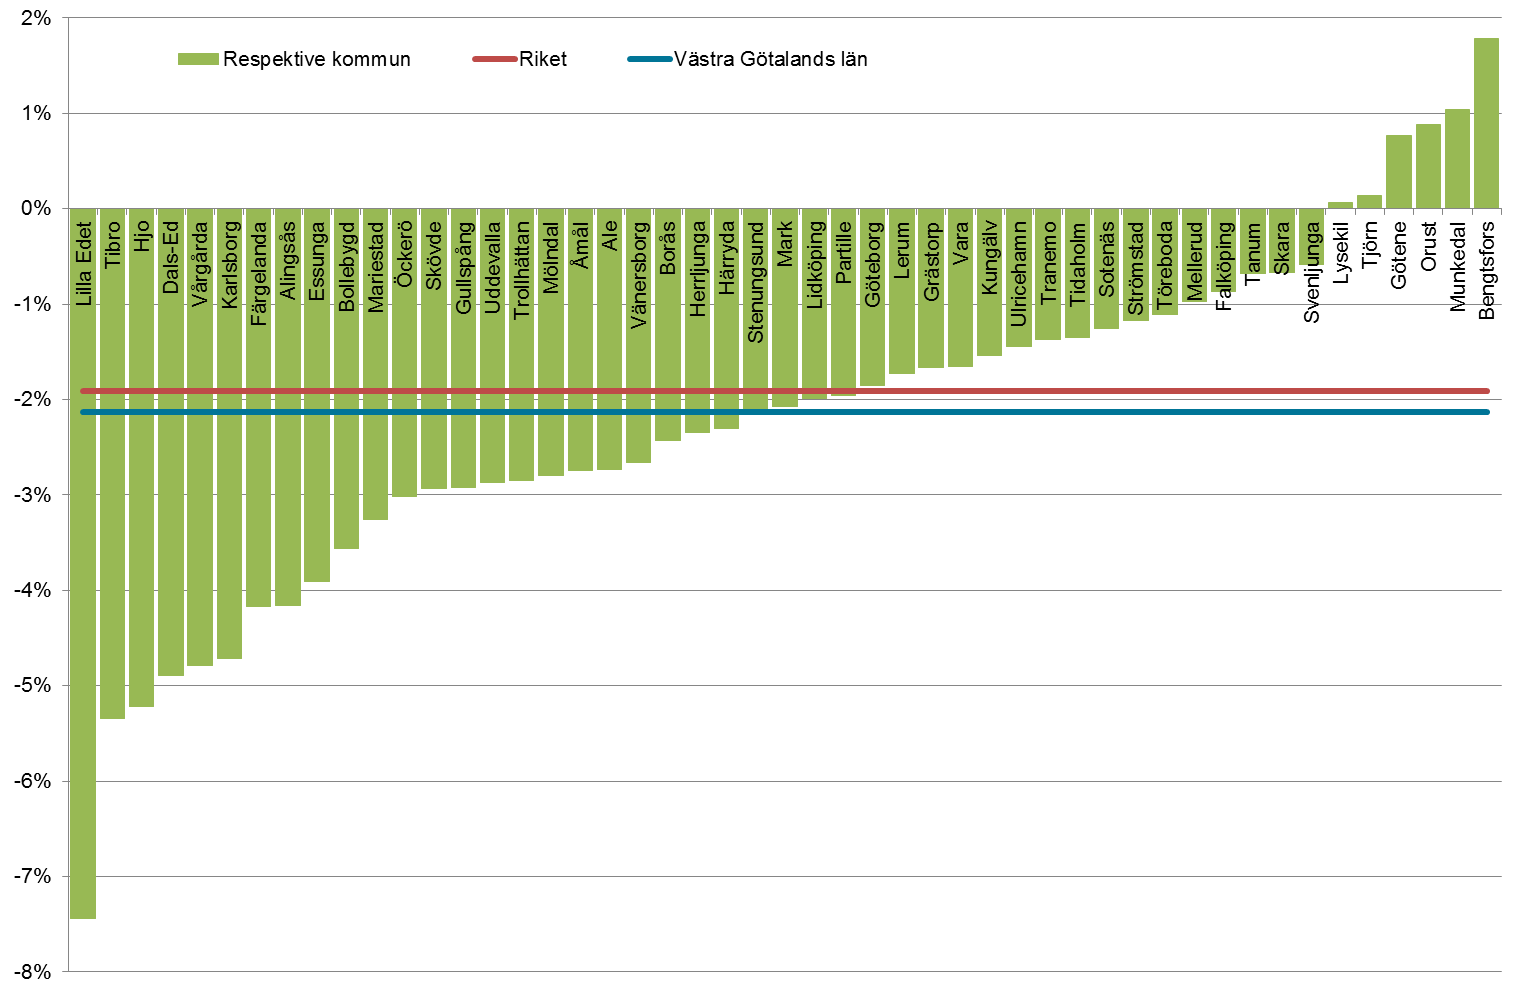 2%
Respektive kommun
Riket
Västra Götalands län
1%
0%
Lilla Edet
Tibro
Hjo
Dals-Ed
Vårgårda
Karlsborg
Färgelanda
Alingsås
Essunga
Bollebygd
Mariestad
Öckerö
Skövde
Gullspång
Uddevalla
Trollhättan
Mölndal
Åmål
Ale
Vänersborg
Borås
Herrljunga
Härryda
Stenungsund
Mark
Lidköping
Partille
Göteborg
Lerum
Grästorp
Vara
Kungälv
Ulricehamn
Tranemo
Tidaholm
Sotenäs
Strömstad
Töreboda
Mellerud
Falköping
Tanum
Skara
Svenljunga
Lysekil
Tjörn
Götene
Orust
Munkedal
Bengtsfors
-1%
-2%
-3%
-4%
-5%
-6%
-7%
-8%